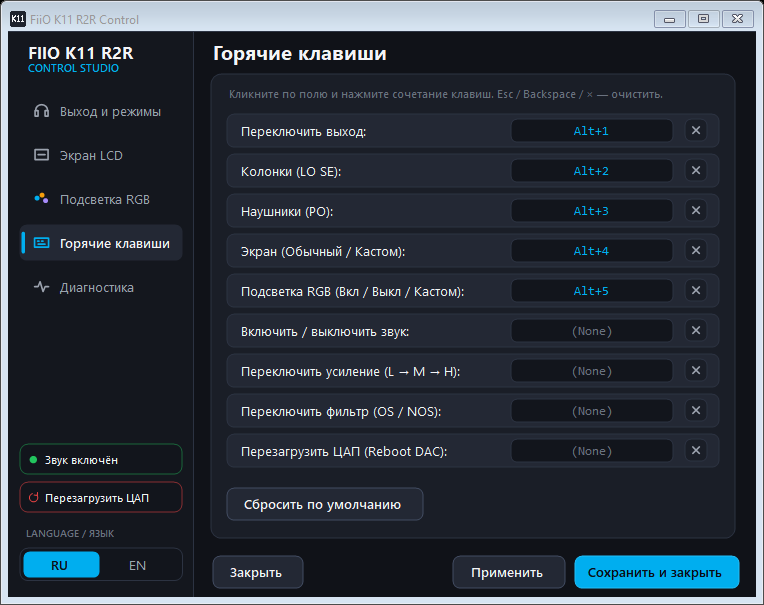 K11 FiiO K11 R2R Control
FIIO K11 R2R
CONTROL STUDIO
Выход и режимы
Экран LCD
Подсветка RGB
Горячие клавиши
Диагностика
Звук включён
Перезагрузить ЦАП
LANGUAGE / ЯЗЫК
RU EN
Горячие клавиши
Кликните по полю и нажмите сочетание клавиш. Esc / Backspace / × — очистить.
Переключить выход: Alt+1 ✕
Колонки (LO SE): Alt+2 ✕
Наушники (PO): Alt+3 ✕
Экран (Обычный / Кастом): Alt+4 ✕
Подсветка RGB (Вкл / Выкл / Кастом): Alt+5 ✕
Включить / выключить звук: (None) ✕
Переключить усиление (L → M → H): (None) ✕
Переключить фильтр (OS / NOS): (None) ✕
Перезагрузить ЦАП (Reboot DAC): (None) ✕
Сбросить по умолчанию
Закрыть Применить Сохранить и закрыть